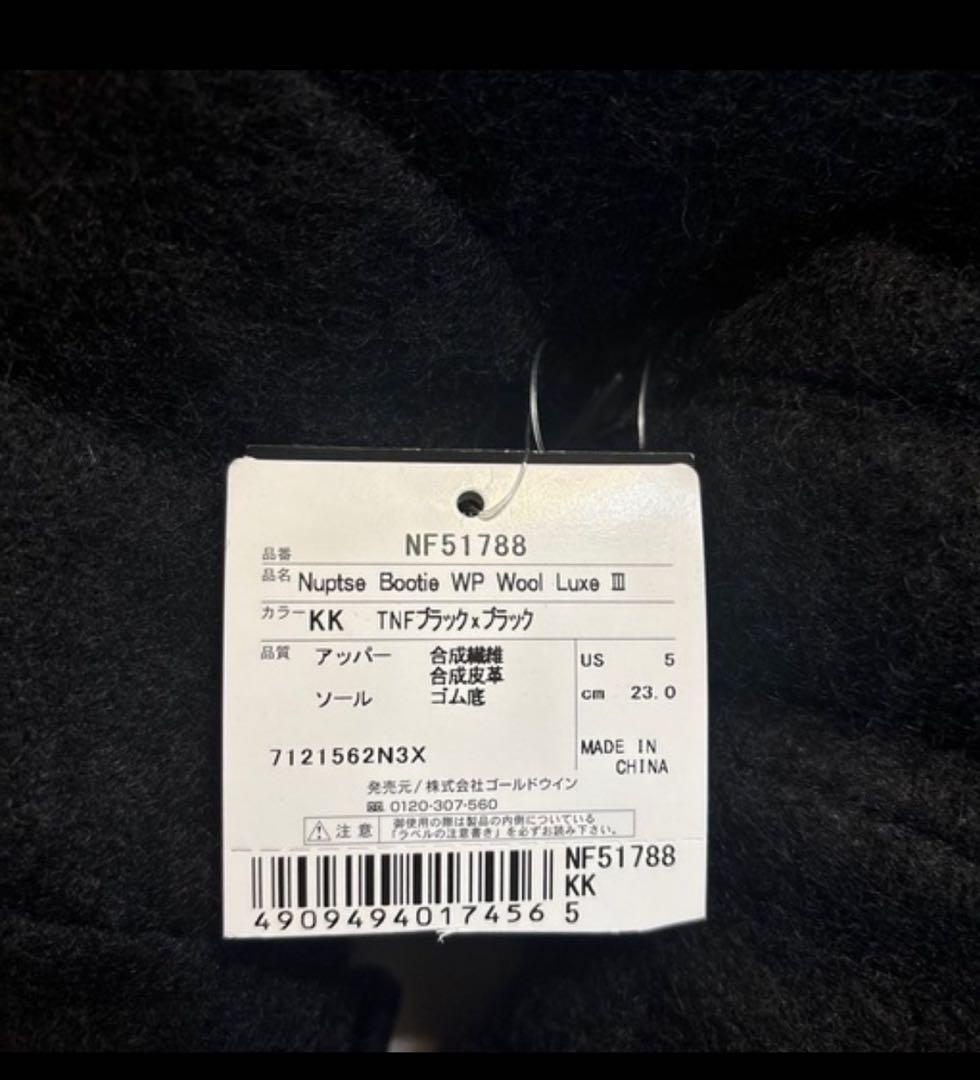 品番 NF51788
品名 Nuptse Bootie WP Wool Luxe Ⅲ
カラー KK TNFブラックxブラック
品質 アッパー 合成繊維
合成皮革
ソール ゴム底
US 5
cm 23.0
7121562N3X
MADE IN
CHINA
発売元/株式会社ゴールドウイン
0120-307-560
注意 御使用の際は製品の内側についている
「ラベルの注意書き」を必ずお読み下さい。
NF51788
KK
4909494017456 5